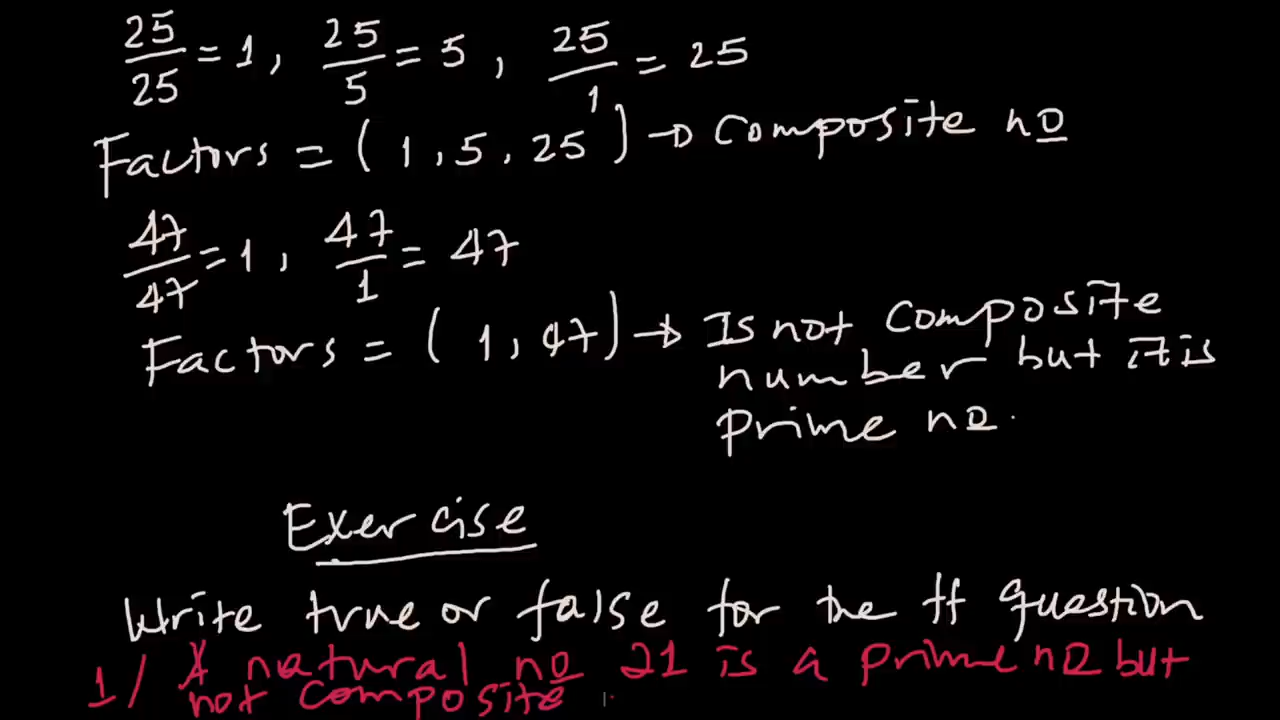 25/25 = 1, 25/5 = 5, 25/1 = 25
Factors = (1, 5, 25) → Composite no
47/47 = 1, 47/1 = 47
Factors = (1, 47) → Is not composite
number but it is
prime no.
Exercise
Write true or false for the ff question
1/ A natural no 21 is a prime no but
not composite